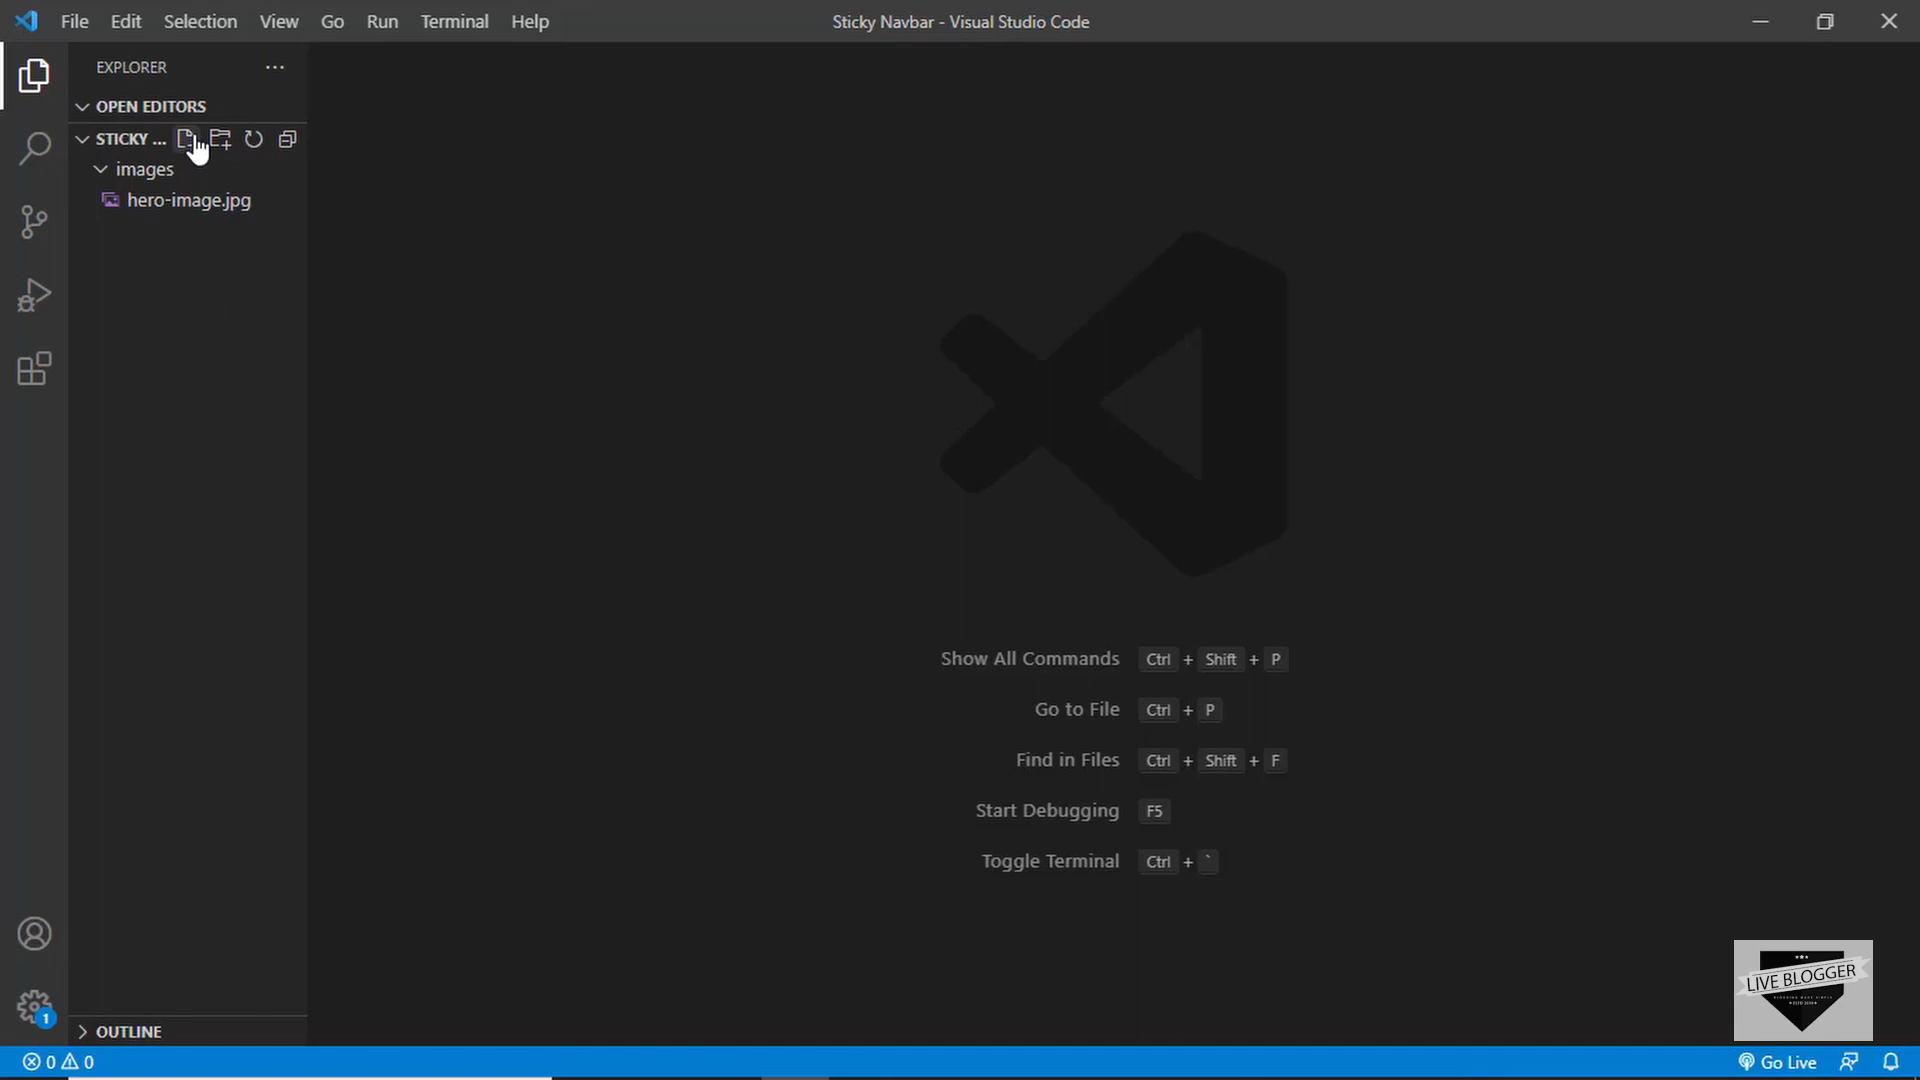 File Edit Selection View Go Run Terminal Help
Sticky Navbar - Visual Studio Code
EXPLORER
OPEN EDITORS
STICKY ...
images
hero-image.jpg
Show All Commands Ctrl + Shift + P
Go to File Ctrl + P
Find in Files Ctrl + Shift + F
Start Debugging F5
Toggle Terminal Ctrl + `
1
OUTLINE
LIVE BLOGGER
0 0
Go Live